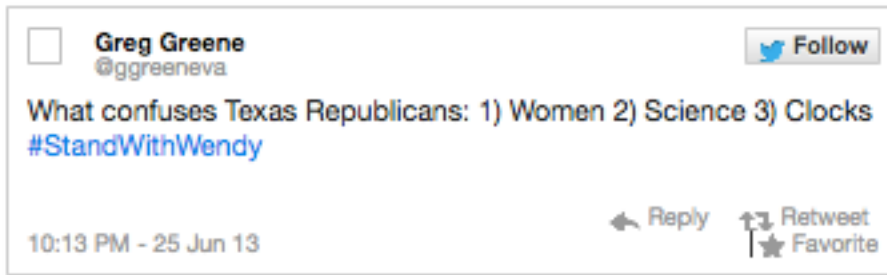 Greg Greene
Follow
@ggreeneva
What confuses Texas Republicans: 1) Women 2) Science 3) Clocks
#StandWithWendy
Reply
Retweet
10:13 PM - 25 Jun 13
Favorite